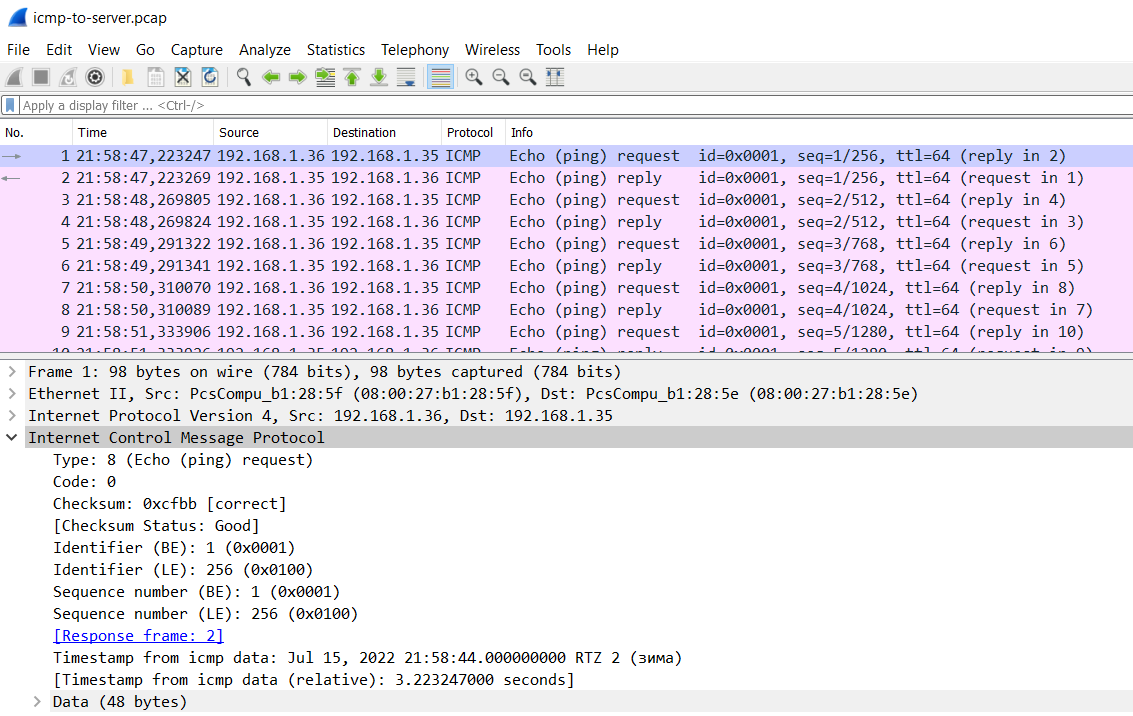 icmp-to-server.pcap
File Edit View Go Capture Analyze Statistics Telephony Wireless Tools Help
Apply a display filter ... <Ctrl-/>
No. Time Source Destination Protocol Info
1 21:58:47,223247 192.168.1.36 192.168.1.35 ICMP Echo (ping) request id=0x0001, seq=1/256, ttl=64 (reply in 2)
2 21:58:47,223269 192.168.1.35 192.168.1.36 ICMP Echo (ping) reply id=0x0001, seq=1/256, ttl=64 (request in 1)
3 21:58:48,269805 192.168.1.36 192.168.1.35 ICMP Echo (ping) request id=0x0001, seq=2/512, ttl=64 (reply in 4)
4 21:58:48,269824 192.168.1.35 192.168.1.36 ICMP Echo (ping) reply id=0x0001, seq=2/512, ttl=64 (request in 3)
5 21:58:49,291322 192.168.1.36 192.168.1.35 ICMP Echo (ping) request id=0x0001, seq=3/768, ttl=64 (reply in 6)
6 21:58:49,291341 192.168.1.35 192.168.1.36 ICMP Echo (ping) reply id=0x0001, seq=3/768, ttl=64 (request in 5)
7 21:58:50,310070 192.168.1.36 192.168.1.35 ICMP Echo (ping) request id=0x0001, seq=4/1024, ttl=64 (reply in 8)
8 21:58:50,310089 192.168.1.35 192.168.1.36 ICMP Echo (ping) reply id=0x0001, seq=4/1024, ttl=64 (request in 7)
9 21:58:51,333906 192.168.1.36 192.168.1.35 ICMP Echo (ping) request id=0x0001, seq=5/1280, ttl=64 (reply in 10)
Frame 1: 98 bytes on wire (784 bits), 98 bytes captured (784 bits)
Ethernet II, Src: PcsCompu_b1:28:5f (08:00:27:b1:28:5f), Dst: PcsCompu_b1:28:5e (08:00:27:b1:28:5e)
Internet Protocol Version 4, Src: 192.168.1.36, Dst: 192.168.1.35
Internet Control Message Protocol
Type: 8 (Echo (ping) request)
Code: 0
Checksum: 0xcfbb [correct]
[Checksum Status: Good]
Identifier (BE): 1 (0x0001)
Identifier (LE): 256 (0x0100)
Sequence number (BE): 1 (0x0001)
Sequence number (LE): 256 (0x0100)
[Response frame: 2]
Timestamp from icmp data: Jul 15, 2022 21:58:44.000000000 RTZ 2 (зима)
[Timestamp from icmp data (relative): 3.223247000 seconds]
Data (48 bytes)